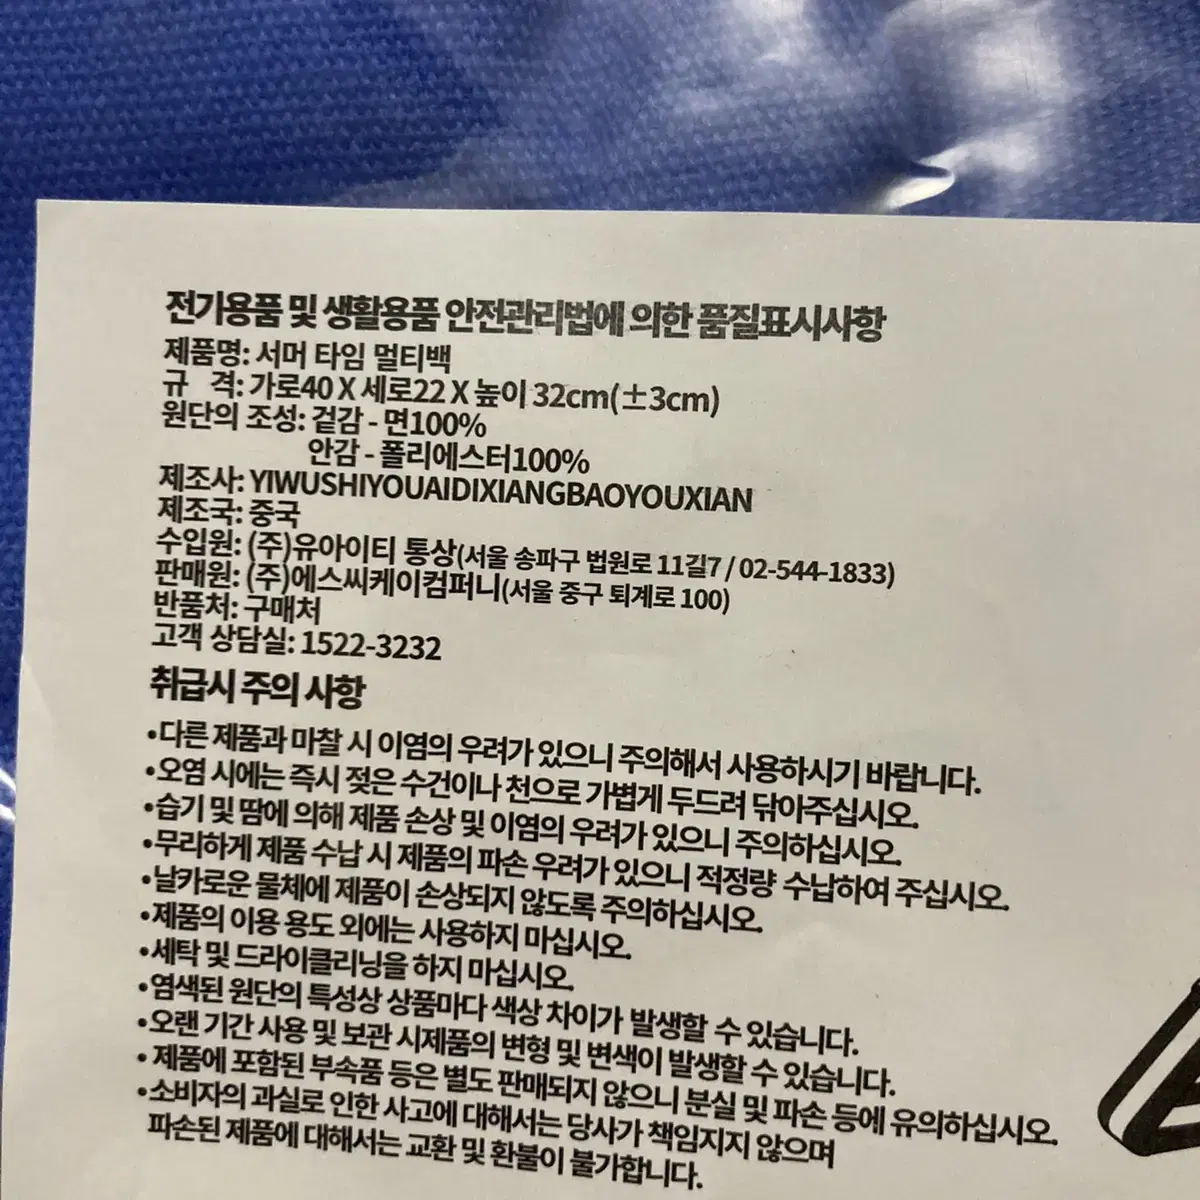 전기용품 및 생활용품 안전관리법에 의한 품질표시사항
제품명: 서머 타임 멀티백
규 격: 가로40 X 세로22 X 높이 32cm(±3cm)
원단의 조성: 겉감 - 면100%
안감 - 폴리에스터100%
제조사: YIWUSHIYOUAIDIXIANGBAOYOUXIAN
제조국: 중국
수입원: (주)유아이티 통상(서울 송파구 법원로 11길7 / 02-544-1833)
판매원: (주)에스씨케이컴퍼니(서울 중구 퇴계로 100)
반품처: 구매처
고객 상담실: 1522-3232
취급시 주의 사항
•다른 제품과 마찰 시 이염의 우려가 있으니 주의해서 사용하시기 바랍니다.
•오염 시에는 즉시 젖은 수건이나 천으로 가볍게 두드려 닦아주십시오.
•습기 및 땀에 의해 제품 손상 및 이염의 우려가 있으니 주의하십시오.
•무리하게 제품 수납 시 제품의 파손 우려가 있으니 적정량 수납하여 주십시오.
•날카로운 물체에 제품이 손상되지 않도록 주의하십시오.
•제품의 이용 용도 외에는 사용하지 마십시오.
•세탁 및 드라이클리닝을 하지 마십시오.
•염색된 원단의 특성상 상품마다 색상 차이가 발생할 수 있습니다.
•오랜 기간 사용 및 보관 시제품의 변형 및 변색이 발생할 수 있습니다.
• 제품에 포함된 부속품 등은 별도 판매되지 않으니 분실 및 파손 등에 유의하십시오.
•소비자의 과실로 인한 사고에 대해서는 당사가 책임지지 않으며
파손된 제품에 대해서는 교환 및 환불이 불가합니다.